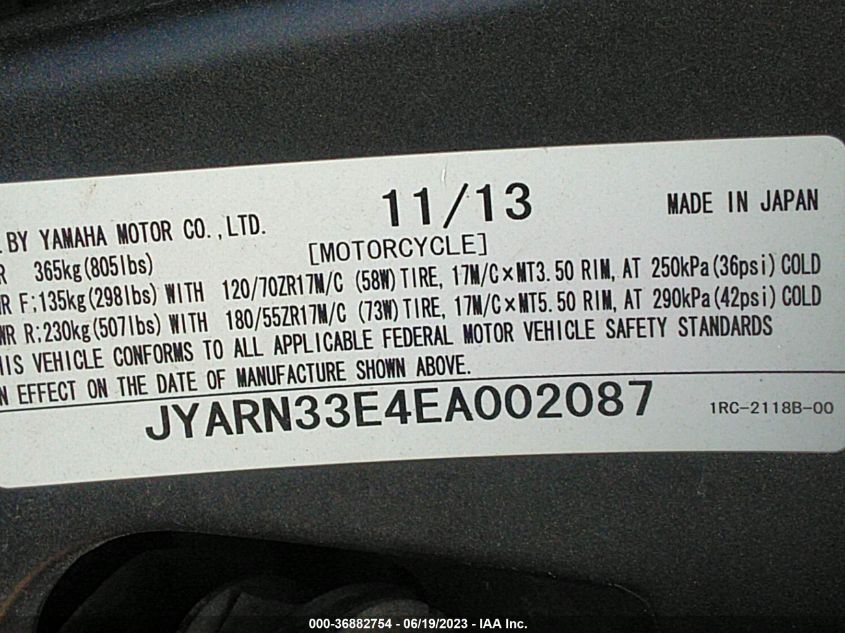 11/13
MADE IN JAPAN
BY YAMAHA MOTOR CO.,LTD.
[MOTORCYCLE]
R 365kg(805lbs)
R F:135kg(298lbs) WITH 120/70ZR17M/C (58W) TIRE, 17M/C×MT3.50 RIM, AT 250kPa(36psi) COLD
WR R:230kg(507lbs) WITH 180/55ZR17M/C (73W) TIRE, 17M/C×MT5.50 RIM, AT 290kPa(42psi) COLD
HIS VEHICLE CONFORMS TO ALL APPLICABLE FEDERAL MOTOR VEHICLE SAFETY STANDARDS
N EFFECT ON THE DATE OF MANUFACTURE SHOWN ABOVE.
JYARN33E4EA002087
1RC-2118B-00
000-36882754 - 06/19/2023 - IAA Inc.